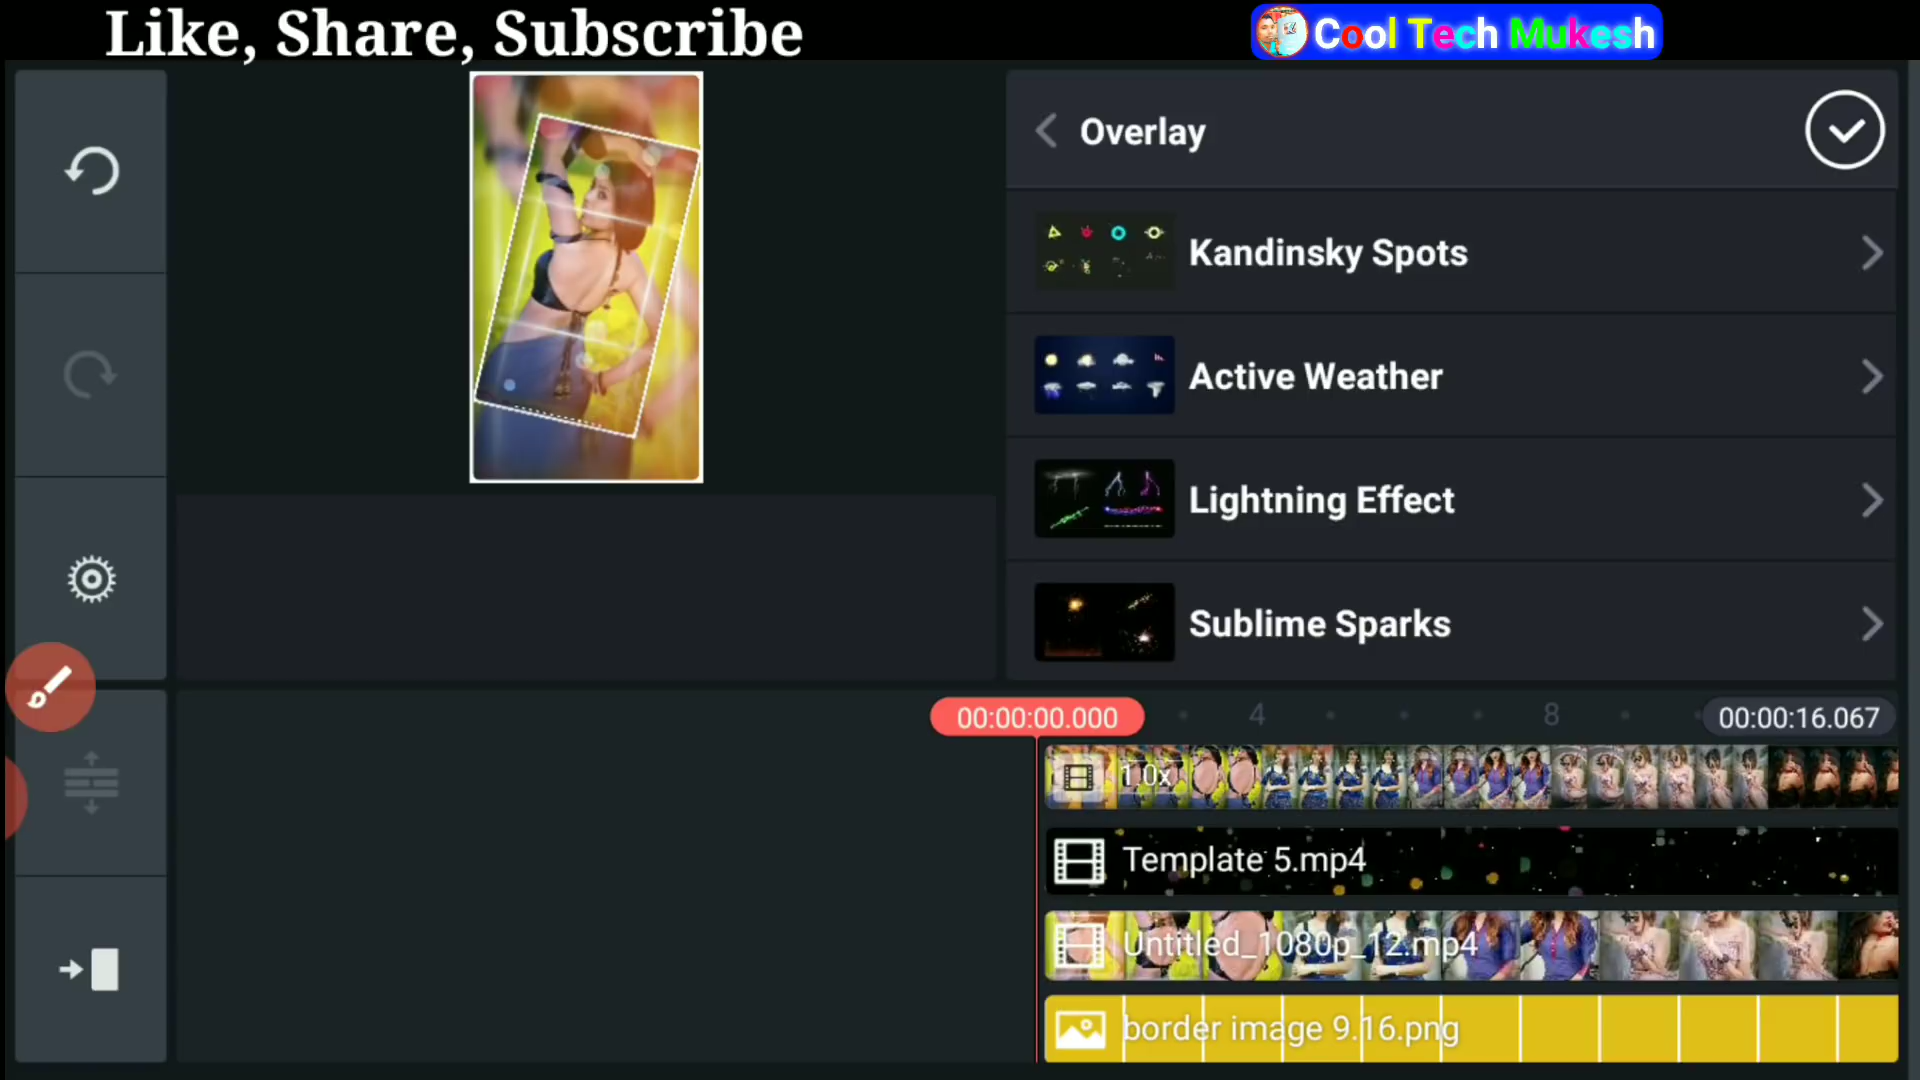 Like, Share, Subscribe
Cool Tech Mukesh
Overlay
Kandinsky Spots
Active Weather
Lightning Effect
Sublime Sparks
00:00:00.000
4
8
00:00:16.067
1.0x
Template 5.mp4
Untitled_1080p_12.mp4
border image 9.16.png